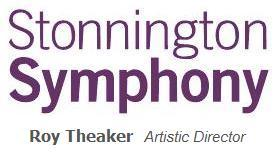 Stonnington
Symphony
Roy Theaker Artistic Director